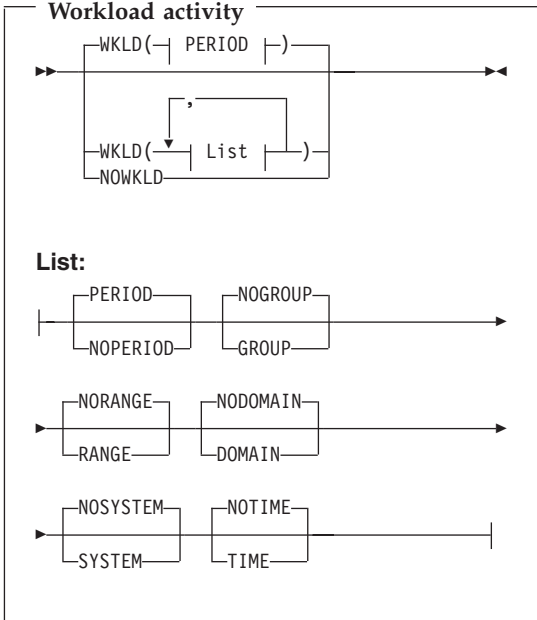 Workload activity
WKLD( PERIOD )
,
WKLD( List )
NOWKLD
List:
PERIOD NOGROUP
NOPERIOD GROUP
NORANGE NODOMAIN
RANGE DOMAIN
NOSYSTEM NOTIME
SYSTEM TIME